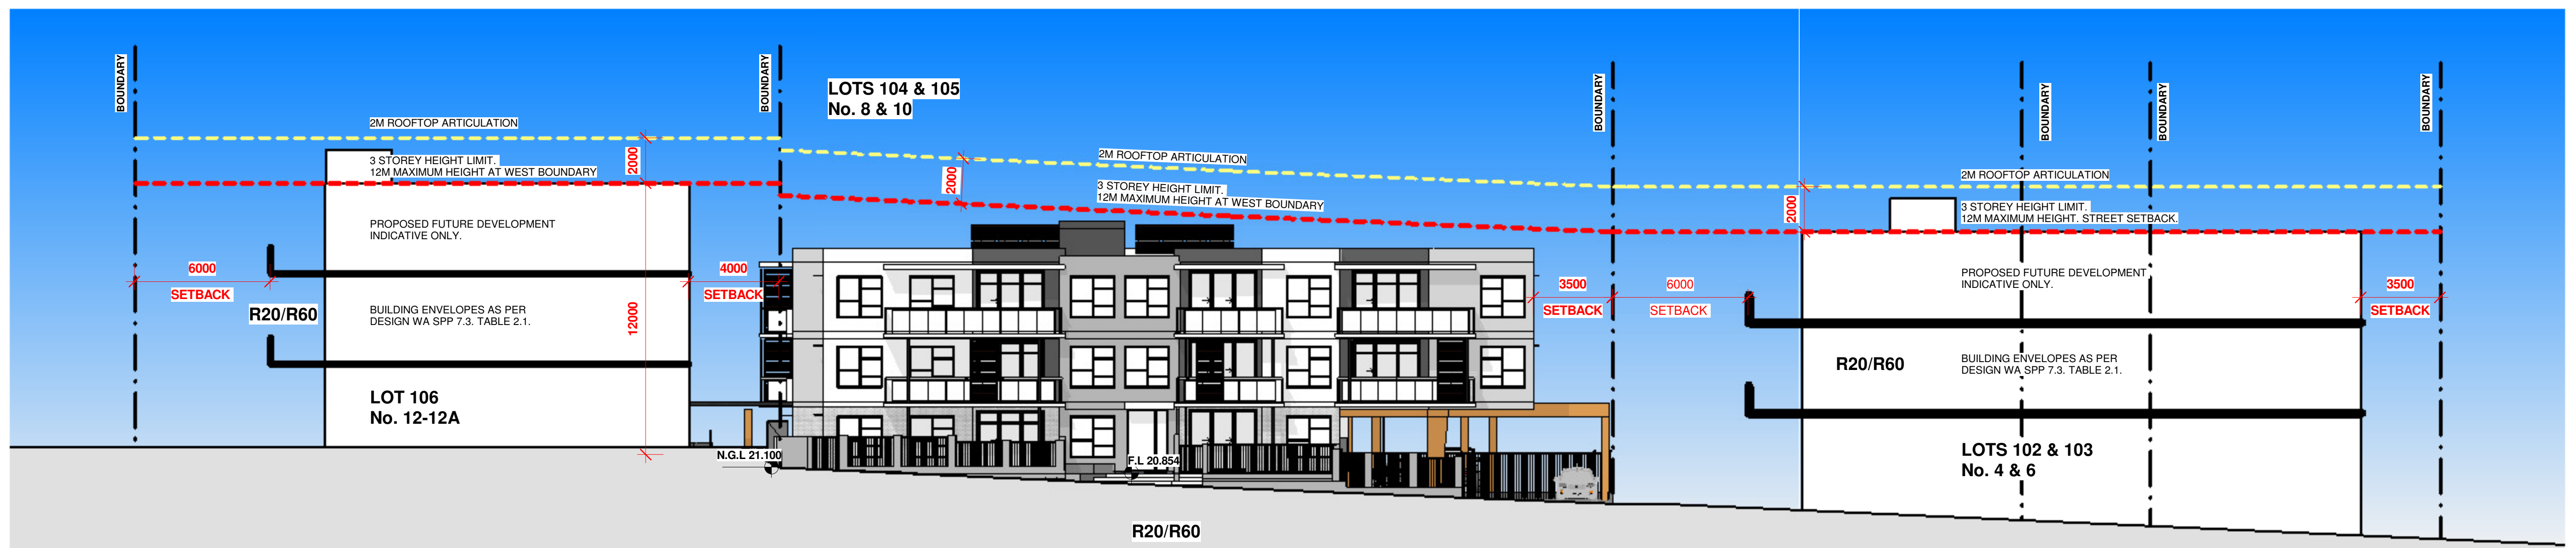 BOUNDARY
BOUNDARY
LOTS 104 & 105
No. 8 & 10
BOUNDARY
BOUNDARY
BOUNDARY
BOUNDARY
2M ROOFTOP ARTICULATION
3 STOREY HEIGHT LIMIT.
12M MAXIMUM HEIGHT AT WEST BOUNDARY
2000
2M ROOFTOP ARTICULATION
2000
3 STOREY HEIGHT LIMIT.
12M MAXIMUM HEIGHT AT WEST BOUNDARY
2M ROOFTOP ARTICULATION
2000
3 STOREY HEIGHT LIMIT.
12M MAXIMUM HEIGHT. STREET SETBACK.
PROPOSED FUTURE DEVELOPMENT
INDICATIVE ONLY.
6000
SETBACK
R20/R60
BUILDING ENVELOPES AS PER
DESIGN WA SPP 7.3. TABLE 2.1.
12000
4000
SETBACK
LOT 106
No. 12-12A
N.G.L 21.100
F.L 20.854
3500
SETBACK
6000
SETBACK
PROPOSED FUTURE DEVELOPMENT
INDICATIVE ONLY.
3500
SETBACK
R20/R60
BUILDING ENVELOPES AS PER
DESIGN WA SPP 7.3. TABLE 2.1.
LOTS 102 & 103
No. 4 & 6
R20/R60